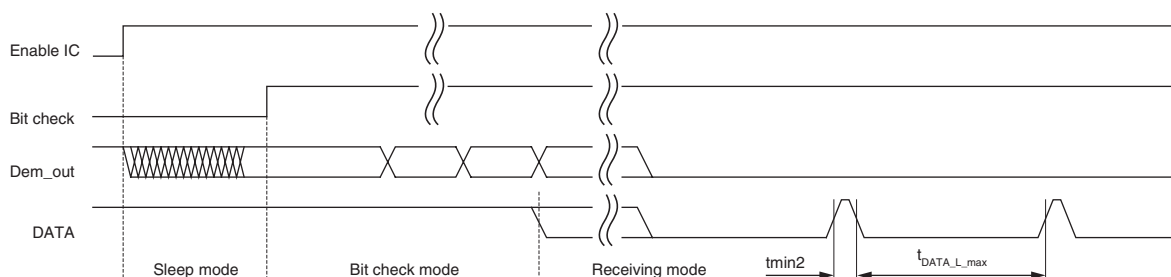 Enable IC
Bit check
Dem_out
DATA
Sleep mode
Bit check mode
Receiving mode
tmin2
tDATA_L_max